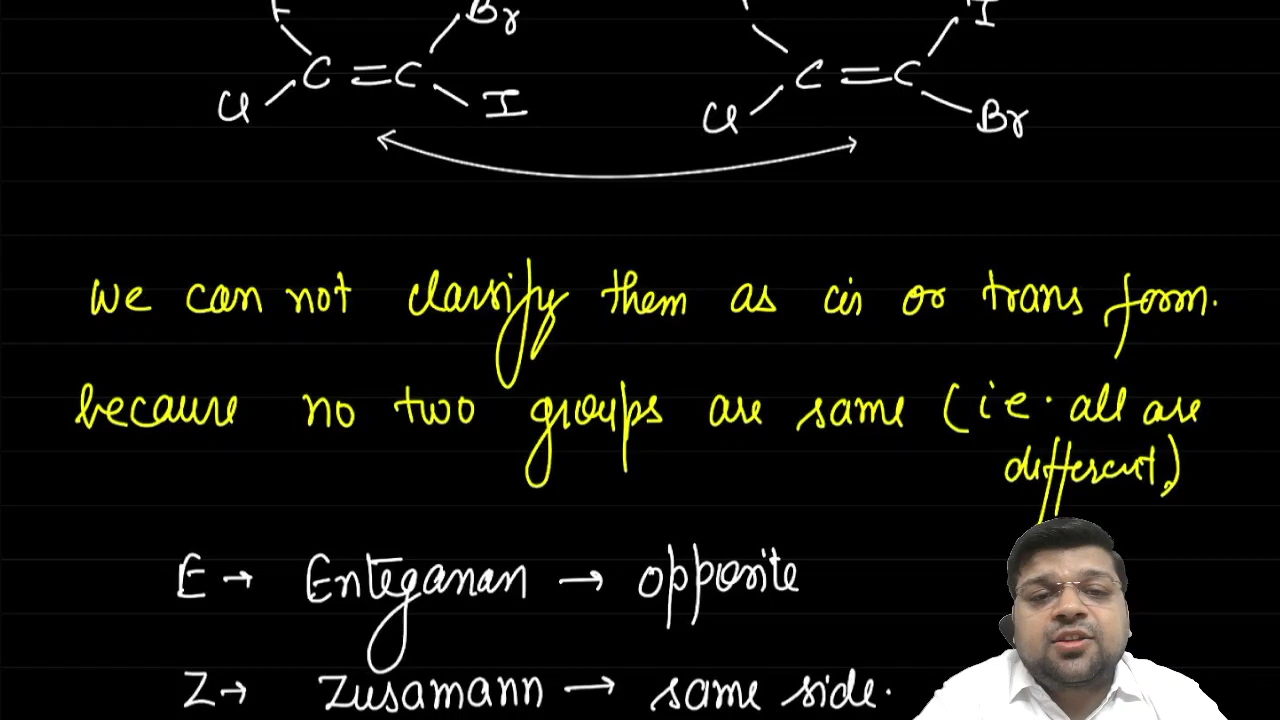 Br I
C = C C = C
Cl I Cl Br
we can not classify them as cis or trans form.
because no two groups are same (ie. all are
different)
E → Enteganan → opposite
Z → Zusamann → same side.